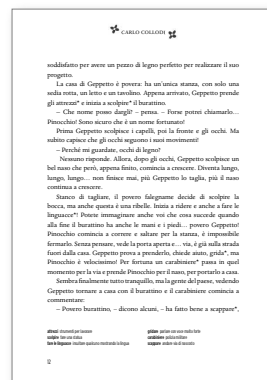 CARLO COLLODI
soddisfatto per avere un pezzo di legno perfetto per realizzare il suo
progetto.
La casa di Geppetto è povera: ha un'unica stanza, con solo una
sedia rotta, un letto e un tavolino. Appena arrivato, Geppetto prende
gli attrezzi* e inizia a scolpire* il burattino.
– Che nome posso dargli? – pensa. – Forse potrei chiamarlo...
Pinocchio! Sono sicuro che è un nome fortunato!
Prima Geppetto scolpisce i capelli, poi la fronte e gli occhi. Ma
subito capisce che gli occhi seguono i suoi movimenti!
– Perché mi guardate, occhi di legno?
Nessuno risponde. Allora, dopo gli occhi, Geppetto scolpisce un
bel naso che però, appena finito, comincia a crescere. Diventa lungo,
lungo, lungo... non finisce mai, più Geppetto lo taglia, più il naso
continua a crescere.
Stanco di tagliare, il povero falegname decide di scolpire la
bocca, ma anche questa è una ribelle. Inizia a ridere e anche a fare le
linguacce*! Potete immaginare anche voi che cosa succede quando
alla fine il burattino ha anche le mani e i piedi... povero Geppetto!
Pinocchio comincia a correre e saltare per la stanza, è impossibile
fermarlo. Senza pensare, vede la porta aperta e... via, è già sulla strada
fuori dalla casa. Geppetto prova a prenderlo, chiede aiuto, grida*, ma
Pinocchio è velocissimo! Per fortuna un carabiniere* passa in quel
momento per la via e prende Pinocchio per il naso, per portarlo a casa.
Sembra finalmente tutto tranquillo, ma la gente del paese, vedendo
Geppetto tornare a casa con il burattino e il carabiniere comincia a
commentare:
– Povero burattino, – dicono alcuni, – ha fatto bene a scappare*,
attrezzi strumenti per lavorare
scolpire fare una statua
fare le linguacce insultare qualcuno mostrando la lingua
gridare parlare con voce molto forte
carabiniere polizia militare
scappare andare via di nascosto
12